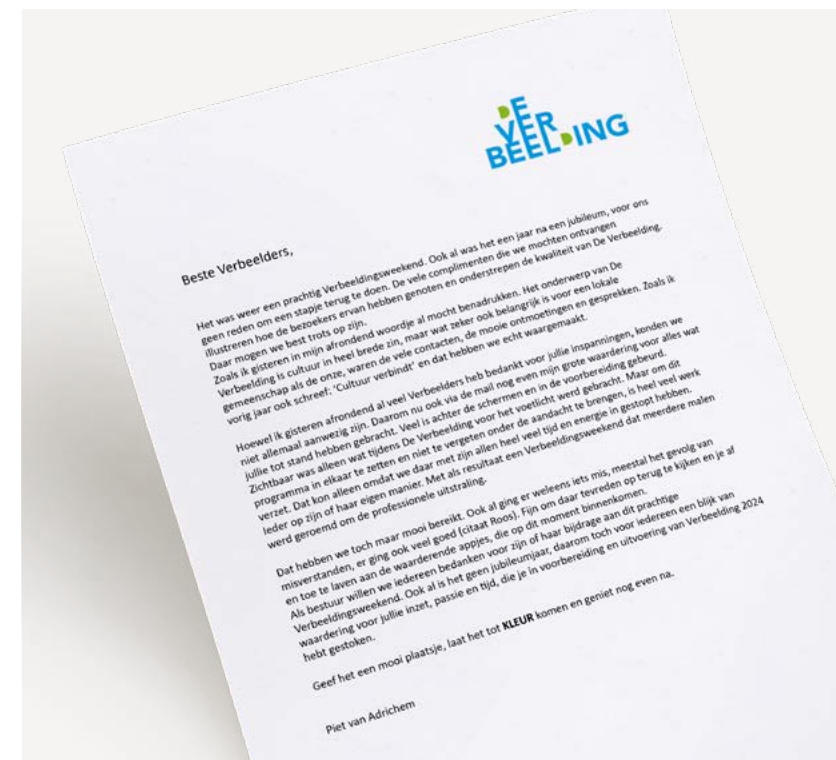 DE
VER
BEELDING
Beste Verbeelders,
Het was weer een prachtig Verbeeldingsweekend. Ook al was het een jaar na een jubileum, voor ons
geen reden om een stapje terug te doen. De vele complimenten die we mochten ontvangen
illustreren hoe de bezoekers ervan hebben genoten en onderstrepen de kwaliteit van De Verbeelding.
Daar mogen we best trots op zijn.
Zoals ik gisteren in mijn afrondend woordje al mocht benadrukken. Het onderwerp van De
Verbeelding is cultuur in heel brede zin, maar wat zeker ook belangrijk is voor een lokale
gemeenschap als de onze, waren de vele contacten, de mooie ontmoetingen en gesprekken. Zoals ik
vorig jaar ook schreef: 'Cultuur verbindt' en dat hebben we echt waargemaakt.
Hoewel ik gisteren afrondend al veel Verbeelders heb bedankt voor jullie inspanningen, konden we
niet allemaal aanwezig zijn. Daarom nu ook via de mail nog even mijn grote waardering voor alles wat
jullie tot stand hebben gebracht. Veel is achter de schermen en in de voorbereiding gebeurd.
Zichtbaar was alleen wat tijdens De Verbeelding voor het voetlicht werd gebracht. Maar om dit
programma in elkaar te zetten en niet te vergeten onder de aandacht te brengen, is heel veel werk
verzet. Dat kon alleen omdat we daar met zijn allen heel veel tijd en energie in gestopt hebben.
Ieder op zijn of haar eigen manier. Met als resultaat een Verbeeldingsweekend dat meerdere malen
werd geroemd om de professionele uitstraling.
Dat hebben we toch maar mooi bereikt. Ook al ging er weleens iets mis, meestal het gevolg van
misverstanden, er ging ook veel goed (citaat Roos). Fijn om daar tevreden op terug te kijken en je af
en toe te laven aan de waarderende appjes, die op dit moment binnenkomen.
Als bestuur willen we iedereen bedanken voor zijn of haar bijdrage aan dit prachtige
Verbeeldingsweekend. Ook al is het geen jubileumjaar, daarom toch voor iedereen een blijk van
waardering voor jullie inzet, passie en tijd, die je in voorbereiding en uitvoering van Verbeelding 2024
hebt gestoken.
Geef het een mooi plaatsje, laat het tot KLEUR komen en geniet nog even na.
Piet van Adrichem